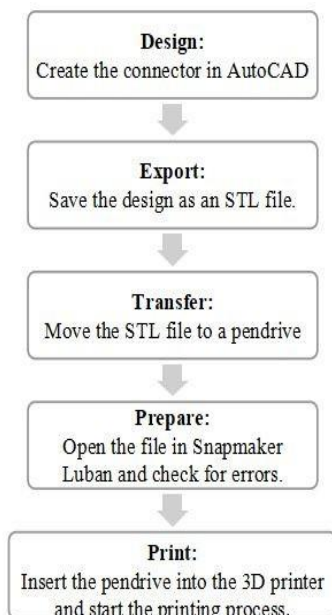 Design:
Create the connector in AutoCAD
Export:
Save the design as an STL file.
Transfer:
Move the STL file to a pendrive
Prepare:
Open the file in Snapmaker
Luban and check for errors.
Print:
Insert the pendrive into the 3D printer
and start the printing process.